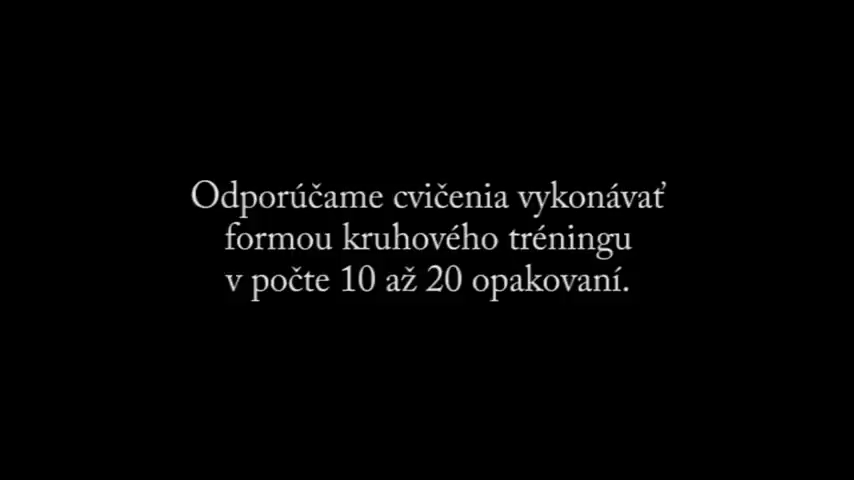 Odporúčame cvičenia vykonávať
formou kruhového tréningu
v počte 10 až 20 opakovaní.